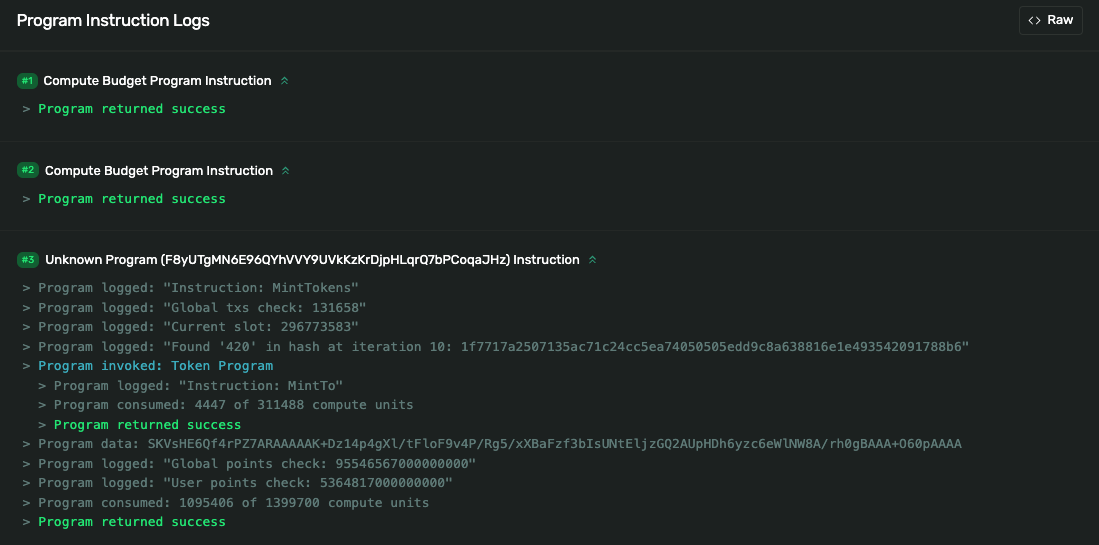 Program Instruction Logs
<> Raw
#1 Compute Budget Program Instruction
> Program returned success
#2 Compute Budget Program Instruction
> Program returned success
#3 Unknown Program (F8yUTgMN6E96QYhVVY9UVkKzKrDjpHLqrQ7bPCoqaJHz) Instruction
> Program logged: "Instruction: MintTokens"
> Program logged: "Global txs check: 131658"
> Program logged: "Current slot: 296773583"
> Program logged: "Found '420' in hash at iteration 10: 1f7717a2507135ac71c24cc5ea74050505edd9c8a638816e1e493542091788b6"
> Program invoked: Token Program
> Program logged: "Instruction: MintTo"
> Program consumed: 4447 of 311488 compute units
> Program returned success
> Program data: SKVsHE6Qf4rPZ7ARAAAAAK+Dz14p4gXl/tFloF9v4P/Rg5/xXBaFzf3bIsUNtEljzGQ2AUpHDh6yzc6eWlNW8A/rh0gBAAA+O60pAAAA
> Program logged: "Global points check: 95546567000000000"
> Program logged: "User points check: 5364817000000000"
> Program consumed: 1095406 of 1399700 compute units
> Program returned success